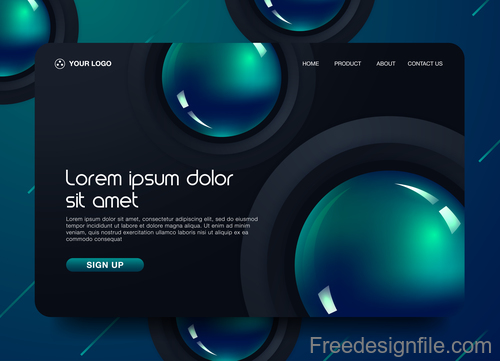 YOUR LOGO
HOME PRODUCT ABOUT CONTACT US
Lorem ipsum dolor
sit amet
Lorem ipsum dolor sit amet, consectetur adipiscing elit, sed do eiusmod
tempor incididunt ut labore et dolore magna aliqua. Ut enim ad minim
veniam, quis nostrud exercitation ullamco laboris nisi ut aliquip ex ea
commodo consequat
SIGN UP
Freedesignfile.com